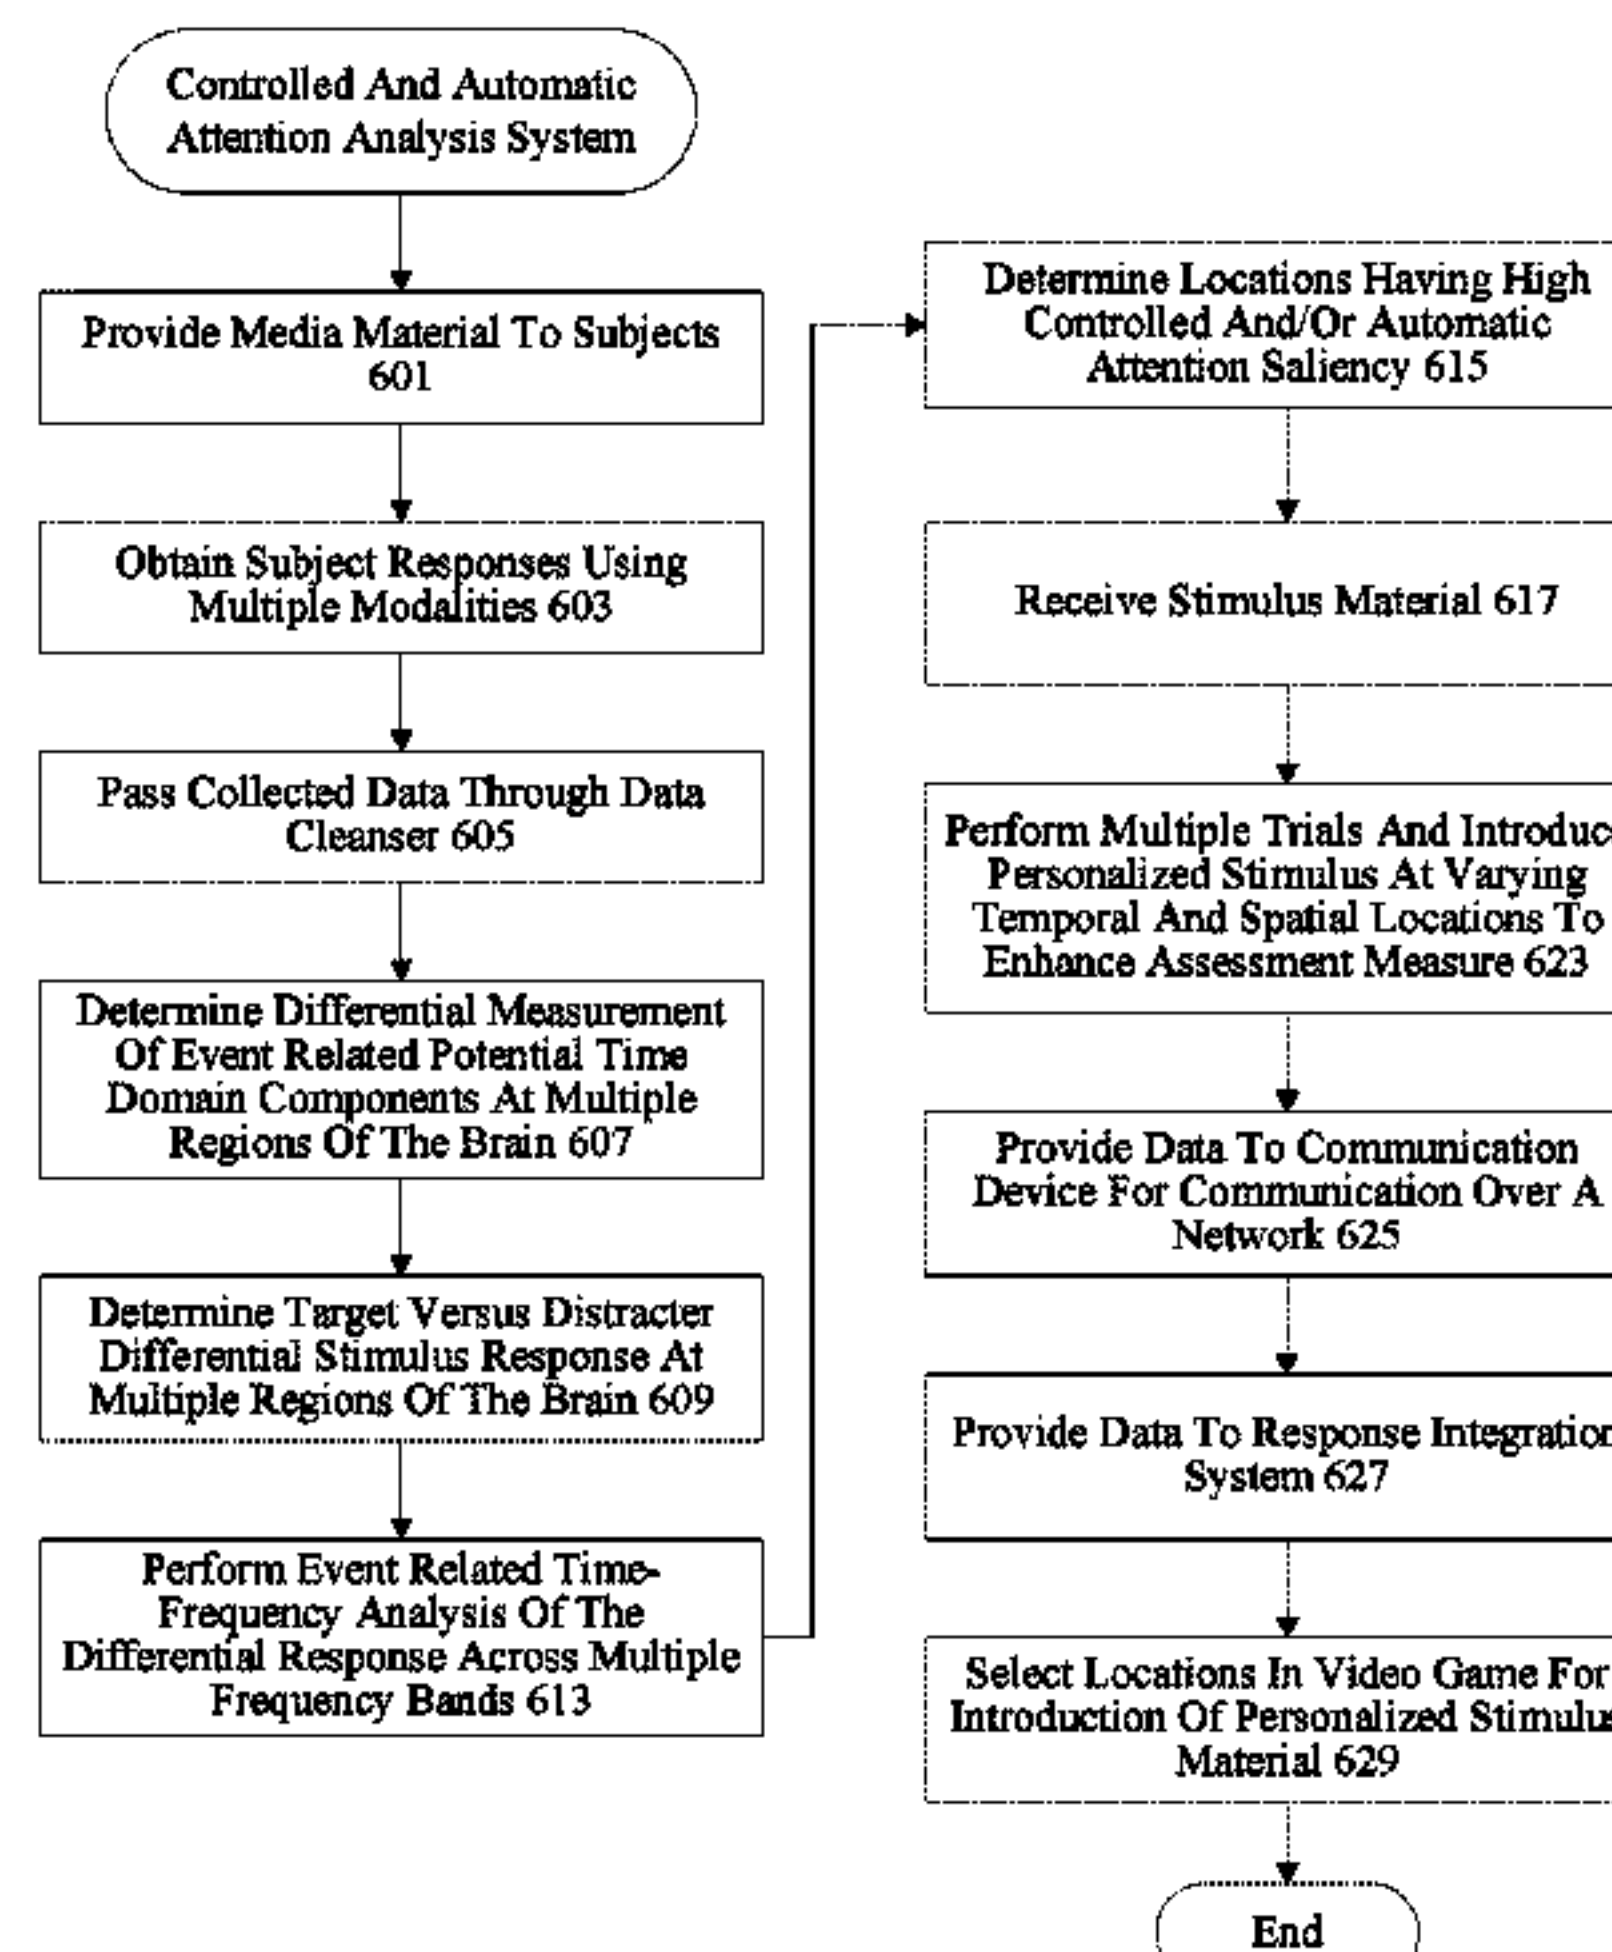 Controlled And Automatic
Attention Analysis System
Provide Media Material To Subjects
601
Obtain Subject Responses Using
Multiple Modalities 603
Pass Collected Data Through Data
Cleanser 605
Determine Differential Measurement
Of Event Related Potential Time
Domain Components At Multiple
Regions Of The Brain 607
Determine Target Versus Distracter
Differential Stimulus Response At
Multiple Regions Of The Brain 609
Perform Event Related Time-
Frequency Analysis Of The
Differential Response Across Multiple
Frequency Bands 613
Determine Locations Having High
Controlled And/Or Automatic
Attention Saliency 615
Receive Stimulus Material 617
Perform Multiple Trials And Introduc
Personalized Stimulus At Varying
Temporal And Spatial Locations To
Enhance Assessment Measure 623
Provide Data To Communication
Device For Communication Over A
Network 625
Provide Data To Response Integration
System 627
Select Locations In Video Game For
Introduction Of Personalized Stimulus
Material 629
End